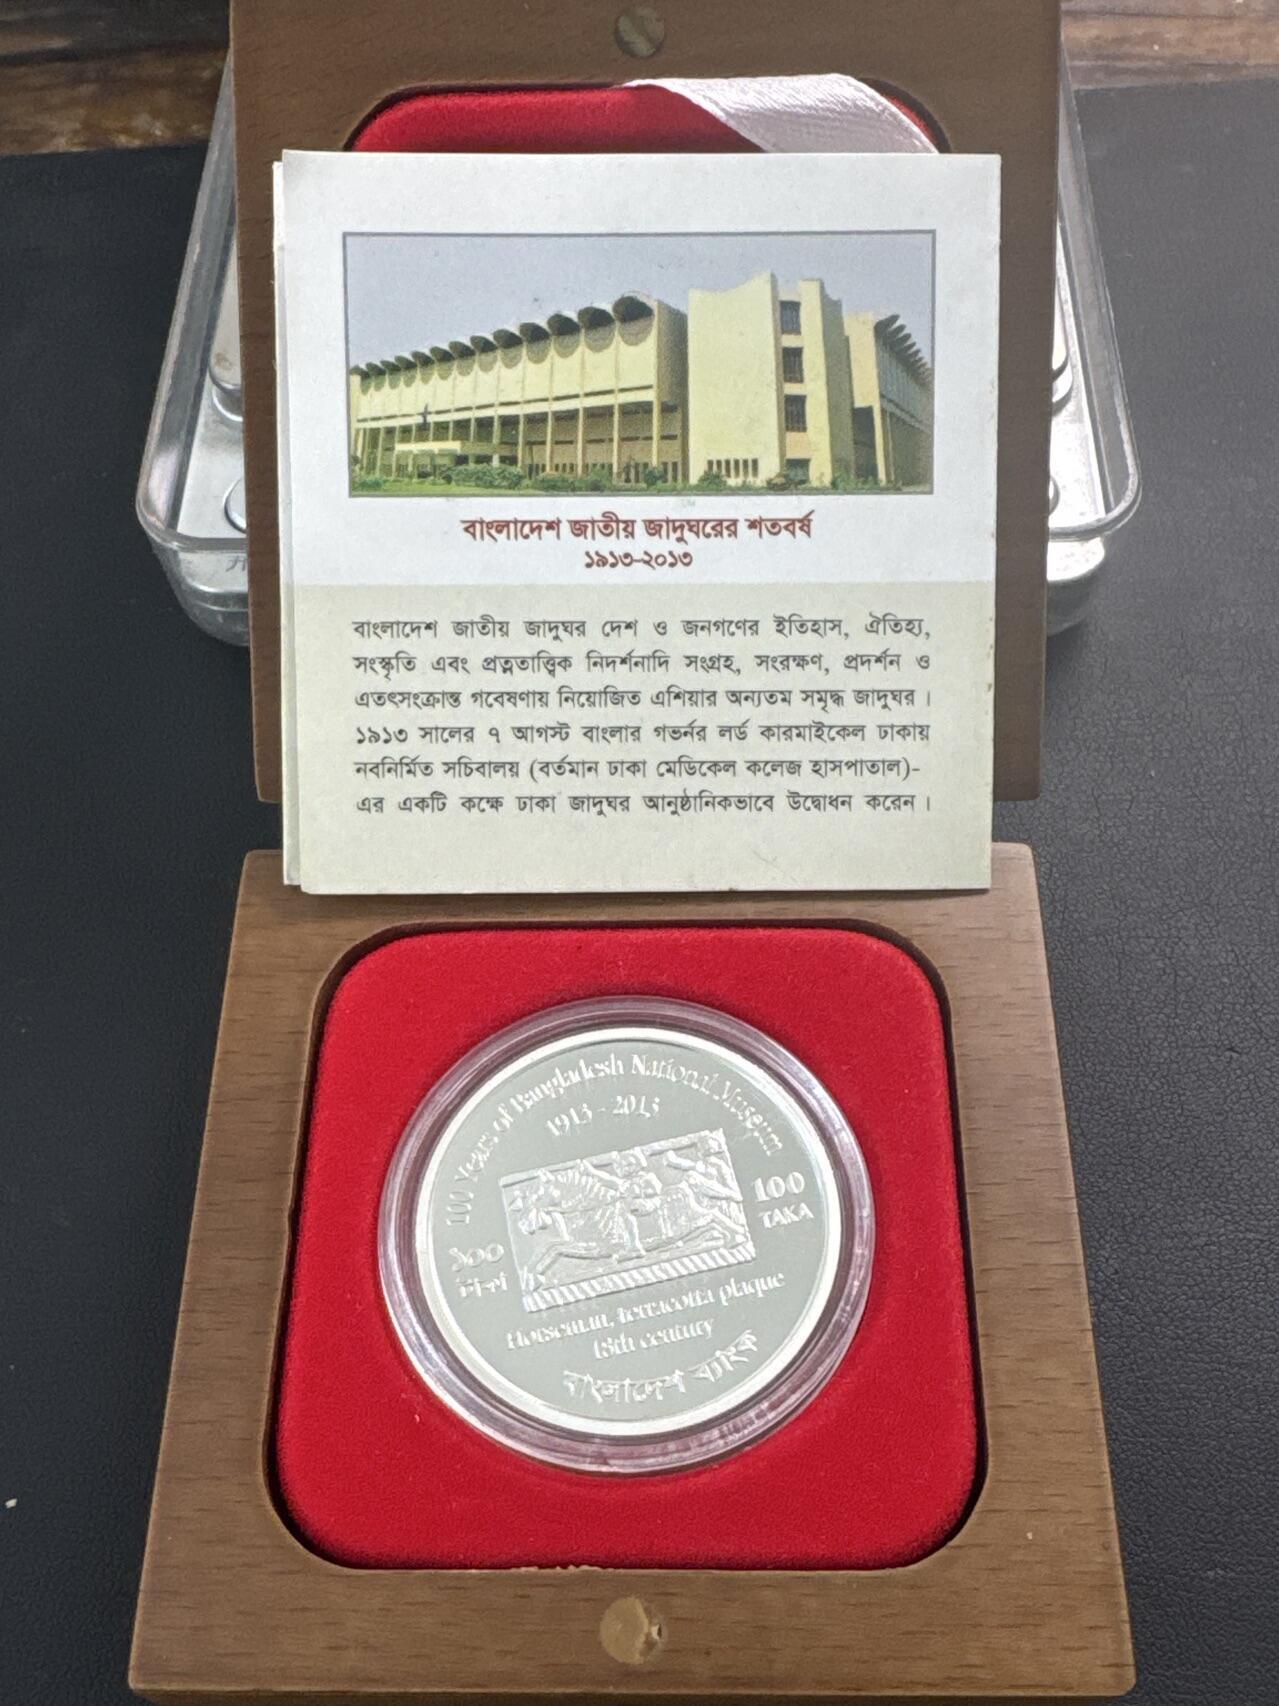 বাংলাদেশ জাতীয় জাদুঘরের শতবর্ষ
১৯১৩-২০১৩
বাংলাদেশ জাতীয় জাদুঘর দেশ ও জনগণের ইতিহাস, ঐতিহ্য,
সংস্কৃতি এবং প্রত্নতাত্ত্বিক নিদর্শনাদি সংগ্রহ, সংরক্ষণ, প্রদর্শন ও
এতৎসংক্রান্ত গবেষণায় নিয়োজিত এশিয়ার অন্যতম সমৃদ্ধ জাদুঘর।
১৯১৩ সালের ৭ আগস্ট বাংলার গভর্নর লর্ড কারমাইকেল ঢাকায়
নবনির্মিত সচিবালয় (বর্তমান ঢাকা মেডিকেল কলেজ হাসপাতাল)-
এর একটি কক্ষে ঢাকা জাদুঘর আনুষ্ঠানিকভাবে উদ্বোধন করেন।
100 Years of Bangladesh National Museum
1913 - 2013
100
TAKA
১০০
টাকা
Horseman, terracotta plaque
18th century
বাংলাদেশ ব্যাংক